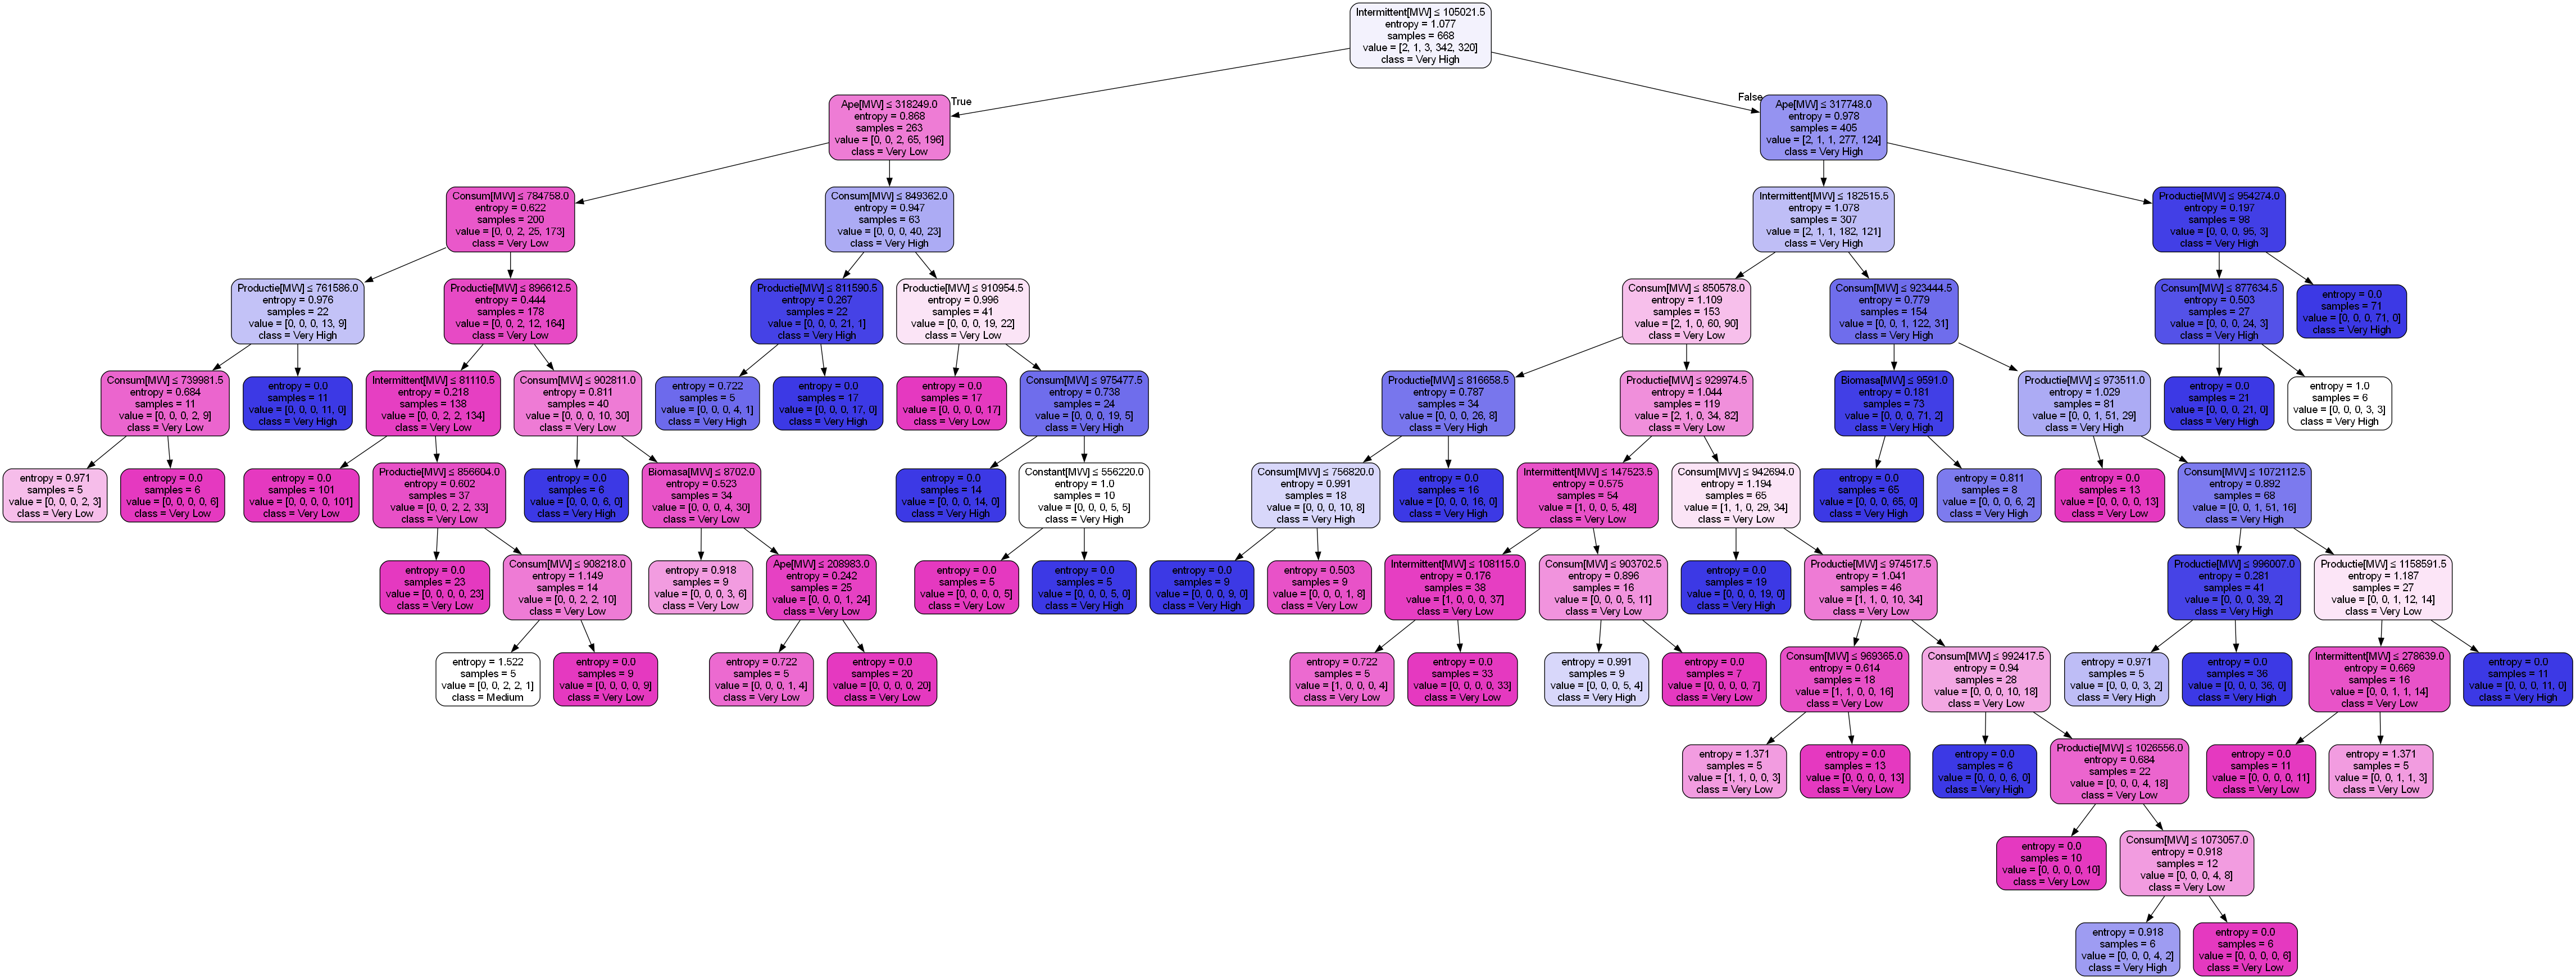 Intermittent[MW] ≤ 105021.5
entropy = 1.077
samples = 668
value = [2, 1, 3, 342, 320]
class = Very High
True
False
Ape[MW] ≤ 318249.0
entropy = 0.868
samples = 263
value = [0, 0, 2, 65, 196]
class = Very Low
Ape[MW] ≤ 317748.0
entropy = 0.978
samples = 405
value = [2, 1, 1, 277, 124]
class = Very High
Consum[MW] ≤ 784758.0
entropy = 0.622
samples = 200
value = [0, 0, 2, 25, 173]
class = Very Low
Consum[MW] ≤ 849362.0
entropy = 0.947
samples = 63
value = [0, 0, 0, 40, 23]
class = Very High
Intermittent[MW] ≤ 182515.5
entropy = 1.078
samples = 307
value = [2, 1, 1, 182, 121]
class = Very High
Productie[MW] ≤ 954274.0
entropy = 0.197
samples = 98
value = [0, 0, 0, 95, 3]
class = Very High
Productie[MW] ≤ 761586.0
entropy = 0.976
samples = 22
value = [0, 0, 0, 13, 9]
class = Very High
Productie[MW] ≤ 896612.5
entropy = 0.444
samples = 178
value = [0, 0, 2, 12, 164]
class = Very Low
Productie[MW] ≤ 811590.5
entropy = 0.267
samples = 22
value = [0, 0, 0, 21, 1]
class = Very High
Productie[MW] ≤ 910954.5
entropy = 0.996
samples = 41
value = [0, 0, 0, 19, 22]
class = Very Low
Consum[MW] ≤ 850578.0
entropy = 1.109
samples = 153
value = [2, 1, 0, 60, 90]
class = Very Low
Consum[MW] ≤ 923444.5
entropy = 0.779
samples = 154
value = [0, 0, 1, 122, 31]
class = Very High
Consum[MW] ≤ 877634.5
entropy = 0.503
samples = 27
value = [0, 0, 0, 24, 3]
class = Very High
entropy = 0.0
samples = 71
value = [0, 0, 0, 71, 0]
class = Very High
Consum[MW] ≤ 739981.5
entropy = 0.684
samples = 11
value = [0, 0, 0, 2, 9]
class = Very Low
entropy = 0.0
samples = 11
value = [0, 0, 0, 11, 0]
class = Very High
Intermittent[MW] ≤ 81110.5
entropy = 0.218
samples = 138
value = [0, 0, 2, 2, 134]
class = Very Low
Consum[MW] ≤ 902811.0
entropy = 0.811
samples = 40
value = [0, 0, 0, 10, 30]
class = Very Low
entropy = 0.722
samples = 5
value = [0, 0, 0, 4, 1]
class = Very High
entropy = 0.0
samples = 17
value = [0, 0, 0, 17, 0]
class = Very High
entropy = 0.0
samples = 17
value = [0, 0, 0, 0, 17]
class = Very Low
Consum[MW] ≤ 975477.5
entropy = 0.738
samples = 24
value = [0, 0, 0, 19, 5]
class = Very High
Productie[MW] ≤ 816658.5
entropy = 0.787
samples = 34
value = [0, 0, 0, 26, 8]
class = Very High
Productie[MW] ≤ 929974.5
entropy = 1.044
samples = 119
value = [2, 1, 0, 34, 82]
class = Very Low
Biomasa[MW] ≤ 9591.0
entropy = 0.181
samples = 73
value = [0, 0, 0, 71, 2]
class = Very High
Productie[MW] ≤ 973511.0
entropy = 1.029
samples = 81
value = [0, 0, 1, 51, 29]
class = Very High
entropy = 0.0
samples = 21
value = [0, 0, 0, 21, 0]
class = Very High
entropy = 1.0
samples = 6
value = [0, 0, 0, 3, 3]
class = Very High
entropy = 0.971
samples = 5
value = [0, 0, 0, 2, 3]
class = Very Low
entropy = 0.0
samples = 6
value = [0, 0, 0, 0, 6]
class = Very Low
entropy = 0.0
samples = 101
value = [0, 0, 0, 0, 101]
class = Very Low
Productie[MW] ≤ 856604.0
entropy = 0.602
samples = 37
value = [0, 0, 2, 2, 33]
class = Very Low
entropy = 0.0
samples = 6
value = [0, 0, 0, 6, 0]
class = Very High
Biomasa[MW] ≤ 8702.0
entropy = 0.523
samples = 34
value = [0, 0, 0, 4, 30]
class = Very Low
entropy = 0.0
samples = 14
value = [0, 0, 0, 14, 0]
class = Very High
Constant[MW] ≤ 556220.0
entropy = 1.0
samples = 10
value = [0, 0, 0, 5, 5]
class = Very High
Consum[MW] ≤ 756820.0
entropy = 0.991
samples = 18
value = [0, 0, 0, 10, 8]
class = Very High
entropy = 0.0
samples = 16
value = [0, 0, 0, 16, 0]
class = Very High
Intermittent[MW] ≤ 147523.5
entropy = 0.575
samples = 54
value = [1, 0, 0, 5, 48]
class = Very Low
Consum[MW] ≤ 942694.0
entropy = 1.194
samples = 65
value = [1, 1, 0, 29, 34]
class = Very Low
entropy = 0.0
samples = 65
value = [0, 0, 0, 65, 0]
class = Very High
entropy = 0.811
samples = 8
value = [0, 0, 0, 6, 2]
class = Very High
entropy = 0.0
samples = 13
value = [0, 0, 0, 0, 13]
class = Very Low
Consum[MW] ≤ 1072112.5
entropy = 0.892
samples = 68
value = [0, 0, 1, 51, 16]
class = Very High
entropy = 0.0
samples = 23
value = [0, 0, 0, 0, 23]
class = Very Low
Consum[MW] ≤ 908218.0
entropy = 1.149
samples = 14
value = [0, 0, 2, 2, 10]
class = Very Low
entropy = 0.918
samples = 9
value = [0, 0, 0, 3, 6]
class = Very Low
Ape[MW] ≤ 208983.0
entropy = 0.242
samples = 25
value = [0, 0, 0, 1, 24]
class = Very Low
entropy = 0.0
samples = 5
value = [0, 0, 0, 0, 5]
class = Very Low
entropy = 0.0
samples = 5
value = [0, 0, 0, 5, 0]
class = Very High
entropy = 0.0
samples = 9
value = [0, 0, 0, 9, 0]
class = Very High
entropy = 0.503
samples = 9
value = [0, 0, 0, 1, 8]
class = Very Low
Intermittent[MW] ≤ 108115.0
entropy = 0.176
samples = 38
value = [1, 0, 0, 0, 37]
class = Very Low
Consum[MW] ≤ 903702.5
entropy = 0.896
samples = 16
value = [0, 0, 0, 5, 11]
class = Very Low
entropy = 0.0
samples = 19
value = [0, 0, 0, 19, 0]
class = Very High
Productie[MW] ≤ 974517.5
entropy = 1.041
samples = 46
value = [1, 1, 0, 10, 34]
class = Very Low
Productie[MW] ≤ 996007.0
entropy = 0.281
samples = 41
value = [0, 0, 0, 39, 2]
class = Very High
Productie[MW] ≤ 1158591.5
entropy = 1.187
samples = 27
value = [0, 0, 1, 12, 14]
class = Very Low
entropy = 1.522
samples = 5
value = [0, 0, 2, 2, 1]
class = Medium
entropy = 0.0
samples = 9
value = [0, 0, 0, 0, 9]
class = Very Low
entropy = 0.722
samples = 5
value = [0, 0, 0, 1, 4]
class = Very Low
entropy = 0.0
samples = 20
value = [0, 0, 0, 0, 20]
class = Very Low
entropy = 0.722
samples = 5
value = [1, 0, 0, 0, 4]
class = Very Low
entropy = 0.0
samples = 33
value = [0, 0, 0, 0, 33]
class = Very Low
entropy = 0.991
samples = 9
value = [0, 0, 0, 5, 4]
class = Very High
entropy = 0.0
samples = 7
value = [0, 0, 0, 0, 7]
class = Very Low
Consum[MW] ≤ 969365.0
entropy = 0.614
samples = 18
value = [1, 1, 0, 0, 16]
class = Very Low
Consum[MW] ≤ 992417.5
entropy = 0.94
samples = 28
value = [0, 0, 0, 10, 18]
class = Very Low
entropy = 0.971
samples = 5
value = [0, 0, 0, 3, 2]
class = Very High
entropy = 0.0
samples = 36
value = [0, 0, 0, 36, 0]
class = Very High
Intermittent[MW] ≤ 278639.0
entropy = 0.669
samples = 16
value = [0, 0, 1, 1, 14]
class = Very Low
entropy = 0.0
samples = 11
value = [0, 0, 0, 11, 0]
class = Very High
entropy = 1.371
samples = 5
value = [1, 1, 0, 0, 3]
class = Very Low
entropy = 0.0
samples = 13
value = [0, 0, 0, 0, 13]
class = Very Low
entropy = 0.0
samples = 6
value = [0, 0, 0, 6, 0]
class = Very High
Productie[MW] ≤ 1026556.0
entropy = 0.684
samples = 22
value = [0, 0, 0, 4, 18]
class = Very Low
entropy = 0.0
samples = 11
value = [0, 0, 0, 0, 11]
class = Very Low
entropy = 1.371
samples = 5
value = [0, 0, 1, 1, 3]
class = Very Low
entropy = 0.0
samples = 10
value = [0, 0, 0, 0, 10]
class = Very Low
Consum[MW] ≤ 1073057.0
entropy = 0.918
samples = 12
value = [0, 0, 0, 4, 8]
class = Very Low
entropy = 0.918
samples = 6
value = [0, 0, 0, 4, 2]
class = Very High
entropy = 0.0
samples = 6
value = [0, 0, 0, 0, 6]
class = Very Low